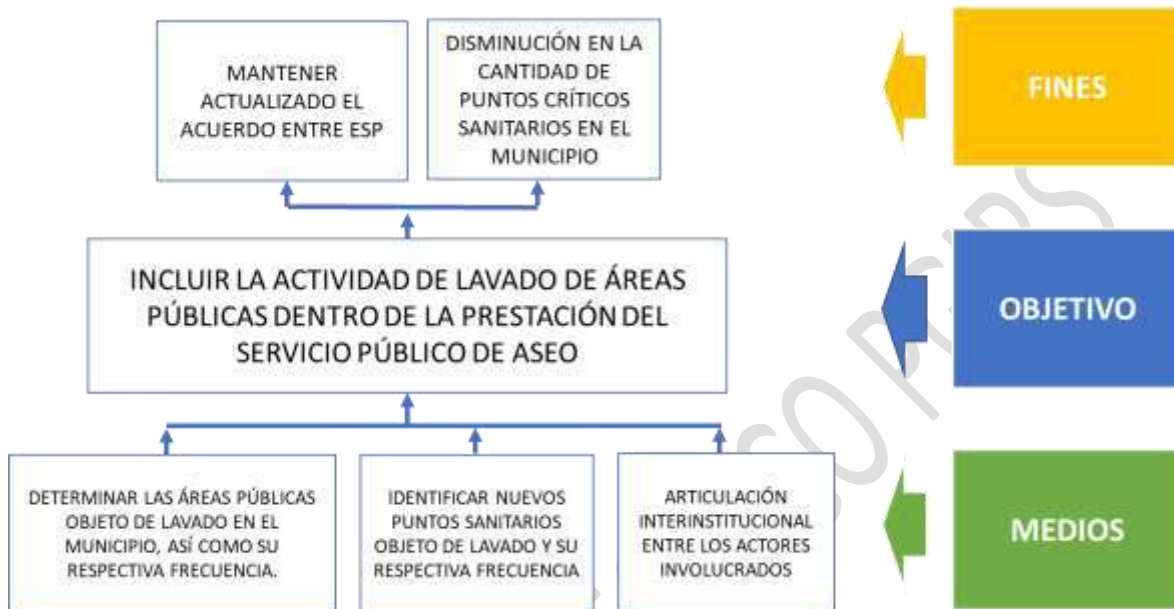 MANTENER
ACTUALIZADO EL
ACUERDO ENTRE ESP
DISMINUCIÓN EN LA
CANTIDAD DE
PUNTOS CRÍTICOS
SANITARIOS EN EL
MUNICIPIO
FINES
INCLUIR LA ACTIVIDAD DE LAVADO DE ÁREAS
PÚBLICAS DENTRO DE LA PRESTACIÓN DEL
SERVICIO PÚBLICO DE ASEO
OBJETIVO
DETERMINAR LAS ÁREAS PÚBLICAS
OBJETO DE LAVADO EN EL
MUNICIPIO, ASÍ COMO SU
RESPECTIVA FRECUENCIA.
IDENTIFICAR NUEVOS
PUNTOS SANITARIOS
OBJETO DE LAVADO Y SU
RESPECTIVA FRECUENCIA
ARTICULACIÓN
INTERINSTITUCIONAL
ENTRE LOS ACTORES
INVOLUCRADOS
MEDIOS